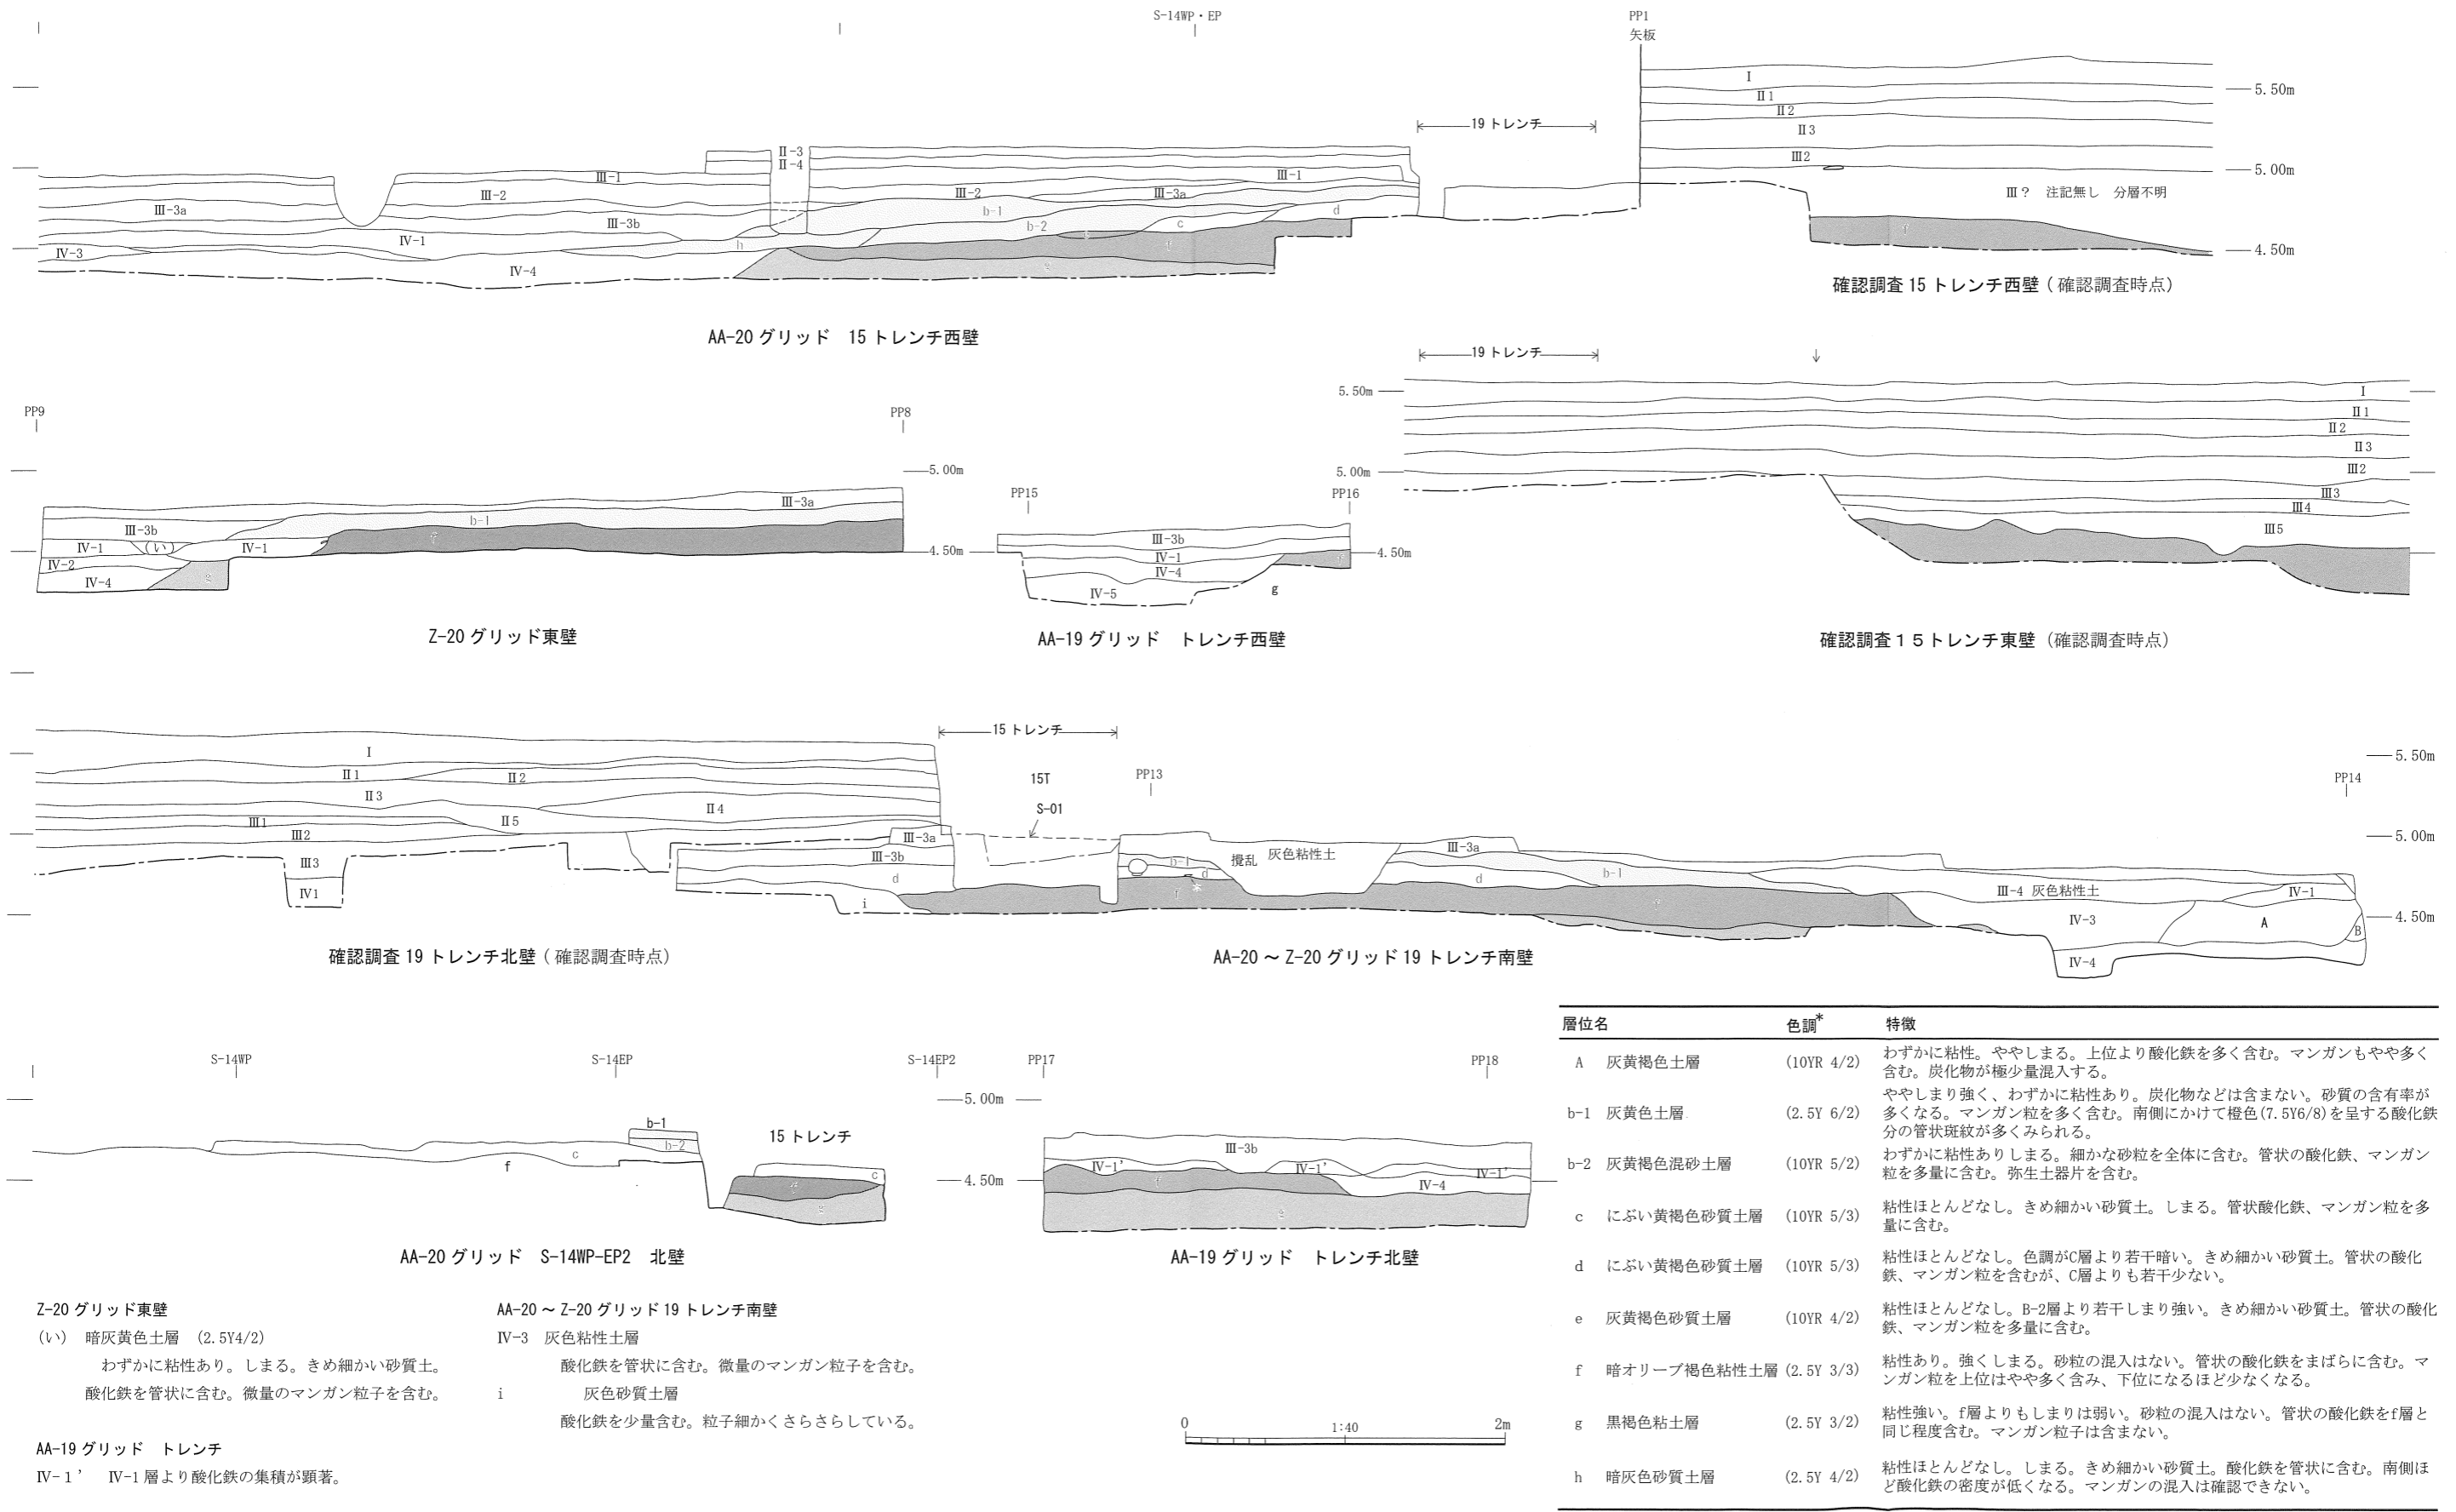 S-14WP・EP
PP1
矢板
I
5.50m
Ⅱ1
Ⅱ2
19 トレンチ
Ⅱ3
Ⅱ-3
Ⅱ-4
Ⅲ2
5.00m
Ⅲ-1
Ⅲ-1
Ⅲ-2
Ⅲ-2
Ⅲ-3a
Ⅲ? 注記無し 分層不明
Ⅲ-3a
b-1
d
Ⅲ-3b
b-2
c
f
Ⅳ-1
h
f
Ⅳ-3
4.50m
Ⅳ-4
g
確認調査 15 トレンチ西壁 ( 確認調査時点)
AA-20 グリッド 15 トレンチ西壁
19 トレンチ
5.50m
I
Ⅱ1
Ⅱ2
Ⅱ3
5.00m
Ⅲ2
Ⅲ3
Ⅲ4
Ⅲ5
確認調査15トレンチ東壁 (確認調査時点)
PP9
PP8
5.00m
Ⅲ-3a
b-1
Ⅲ-3b
f
Ⅳ-1
(い)
Ⅳ-1
4.50m
Ⅳ-2
g
Ⅳ-4
Z-20 グリッド東壁
PP15
PP16
Ⅲ-3b
Ⅳ-1
4.50m
f
Ⅳ-4
Ⅳ-5
g
AA-19 グリッド トレンチ西壁
15 トレンチ
I
5.50m
Ⅱ1
Ⅱ2
15T
PP13
PP14
Ⅱ3
Ⅱ4
S-01
Ⅲ1
Ⅱ5
Ⅲ2
5.00m
Ⅲ-3a
Ⅲ-3b
Ⅲ3
d
Ⅳ1
i
b-1
d
*
f
攪乱 灰色粘性土
Ⅲ-3a
b-1
d
f
Ⅲ-4 灰色粘性土
Ⅳ-1
Ⅳ-3
A
B
4.50m
Ⅳ-4
確認調査 19 トレンチ北壁 ( 確認調査時点)
AA-20 ～ Z-20 グリッド 19 トレンチ南壁
S-14WP
S-14EP
S-14EP2
5.00m
b-1
b-2
15 トレンチ
c
f
c
f
4.50m
g
AA-20 グリッド S-14WP-EP2 北壁
PP17
PP18
Ⅲ-3b
Ⅳ-1'
Ⅳ-1'
Ⅳ-1'
f
Ⅳ-4
g
AA-19 グリッド トレンチ北壁
Z-20 グリッド東壁
(い) 暗灰黄色土層 (2.5Y4/2)
わずかに粘性あり。しまる。きめ細かい砂質土。
酸化鉄を管状に含む。微量のマンガン粒子を含む。
AA-19 グリッド トレンチ
Ⅳ-１' Ⅳ-1 層より酸化鉄の集積が顕著。
AA-20 ～ Z-20 グリッド 19 トレンチ南壁
Ⅳ-3 灰色粘性土層
酸化鉄を管状に含む。微量のマンガン粒子を含む。
i 灰色砂質土層
酸化鉄を少量含む。粒子細かくさらさらしている。
0 1:40 2m
層位名 色調* 特徴
A 灰黄褐色土層 (10YR 4/2) わずかに粘性。ややしまる。上位より酸化鉄を多く含む。マンガンもやや多く
含む。炭化物が極少量混入する。
b-1 灰黄色土層 (2.5Y 6/2) ややしまり強く、わずかに粘性あり。炭化物などは含まない。砂質の含有率が
多くなる。マンガン粒を多く含む。南側にかけて橙色(7.5Y6/8)を呈する酸化鉄
分の管状斑紋が多くみられる。
b-2 灰黄褐色混砂土層 (10YR 5/2) わずかに粘性ありしまる。細かな砂粒を全体に含む。管状の酸化鉄、マンガン
粒を多量に含む。弥生土器片を含む。
c にぶい黄褐色砂質土層 (10YR 5/3) 粘性ほとんどなし。きめ細かい砂質土。しまる。管状酸化鉄、マンガン粒を多
量に含む。
d にぶい黄褐色砂質土層 (10YR 5/3) 粘性ほとんどなし。色調がC層より若干暗い。きめ細かい砂質土。管状の酸化
鉄、マンガン粒を含むが、C層よりも若干少ない。
e 灰黄褐色砂質土層 (10YR 4/2) 粘性ほとんどなし。B-2層より若干しまり強い。きめ細かい砂質土。管状の酸化
鉄、マンガン粒を多量に含む。
f 暗オリーブ褐色粘性土層 (2.5Y 3/3) 粘性あり。強くしまる。砂粒の混入はない。管状の酸化鉄をまばらに含む。マ
ンガン粒を上位はやや多く含み、下位になるほど少なくなる。
g 黒褐色粘土層 (2.5Y 3/2) 粘性強い。f層よりもしまりは弱い。砂粒の混入はない。管状の酸化鉄をf層と
同じ程度含む。マンガン粒子は含まない。
h 暗灰色砂質土層 (2.5Y 4/2) 粘性ほとんどなし。しまる。きめ細かい砂質土。酸化鉄を管状に含む。南側ほ
ど酸化鉄の密度が低くなる。マンガンの混入は確認できない。